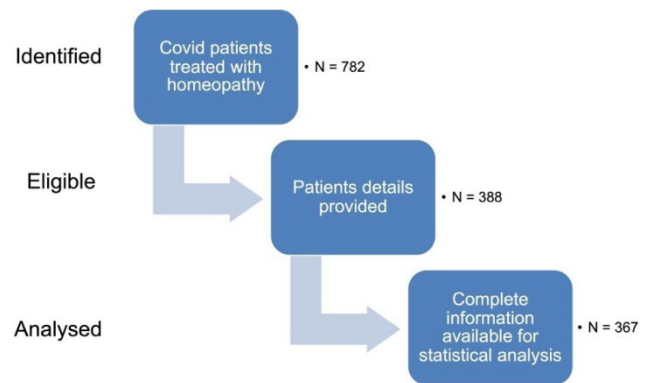 Identified
Covid patients
treated with
homeopathy
• N = 782
Eligible
Patients details
provided
• N = 388
Analysed
Complete
information
available for
statistical analysis
• N = 367